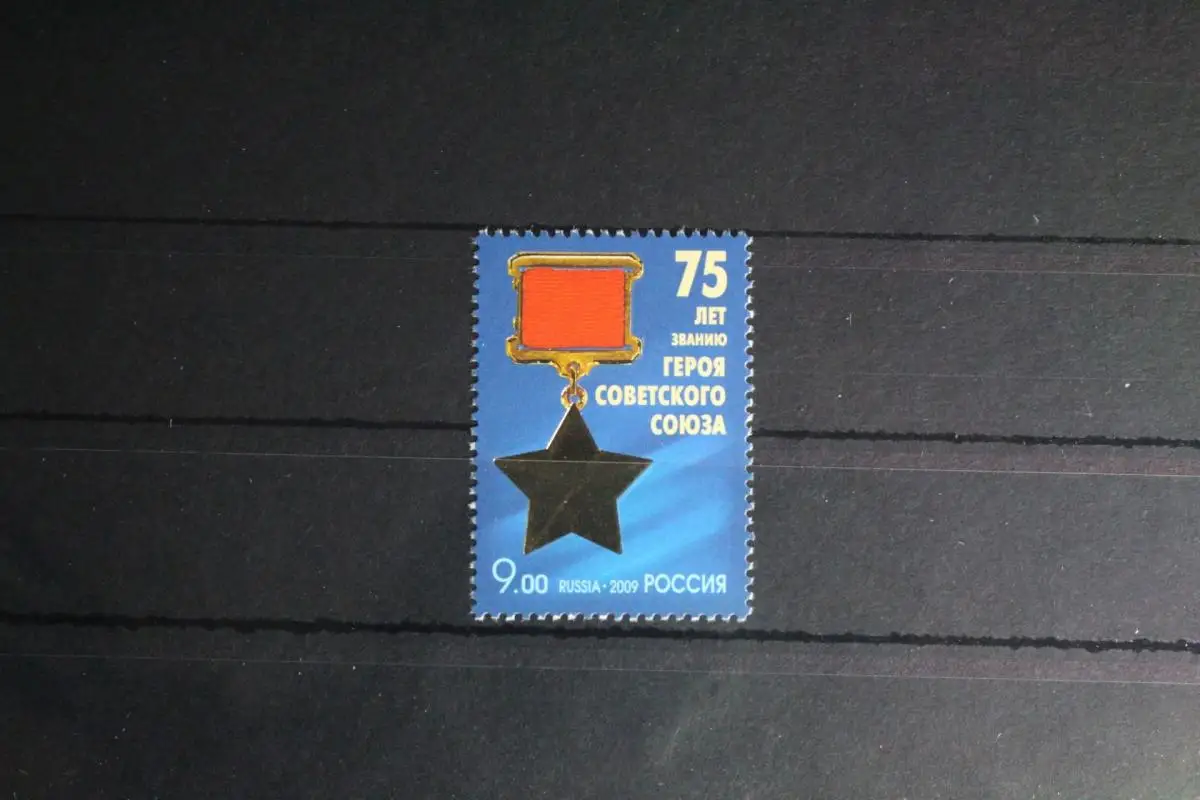 75
ЛЕТ
ЗВАНИЮ
ГЕРОЯ
СОВЕТСКОГО
СОЮЗА
9.00 RUSSIA · 2009 РОССИЯ